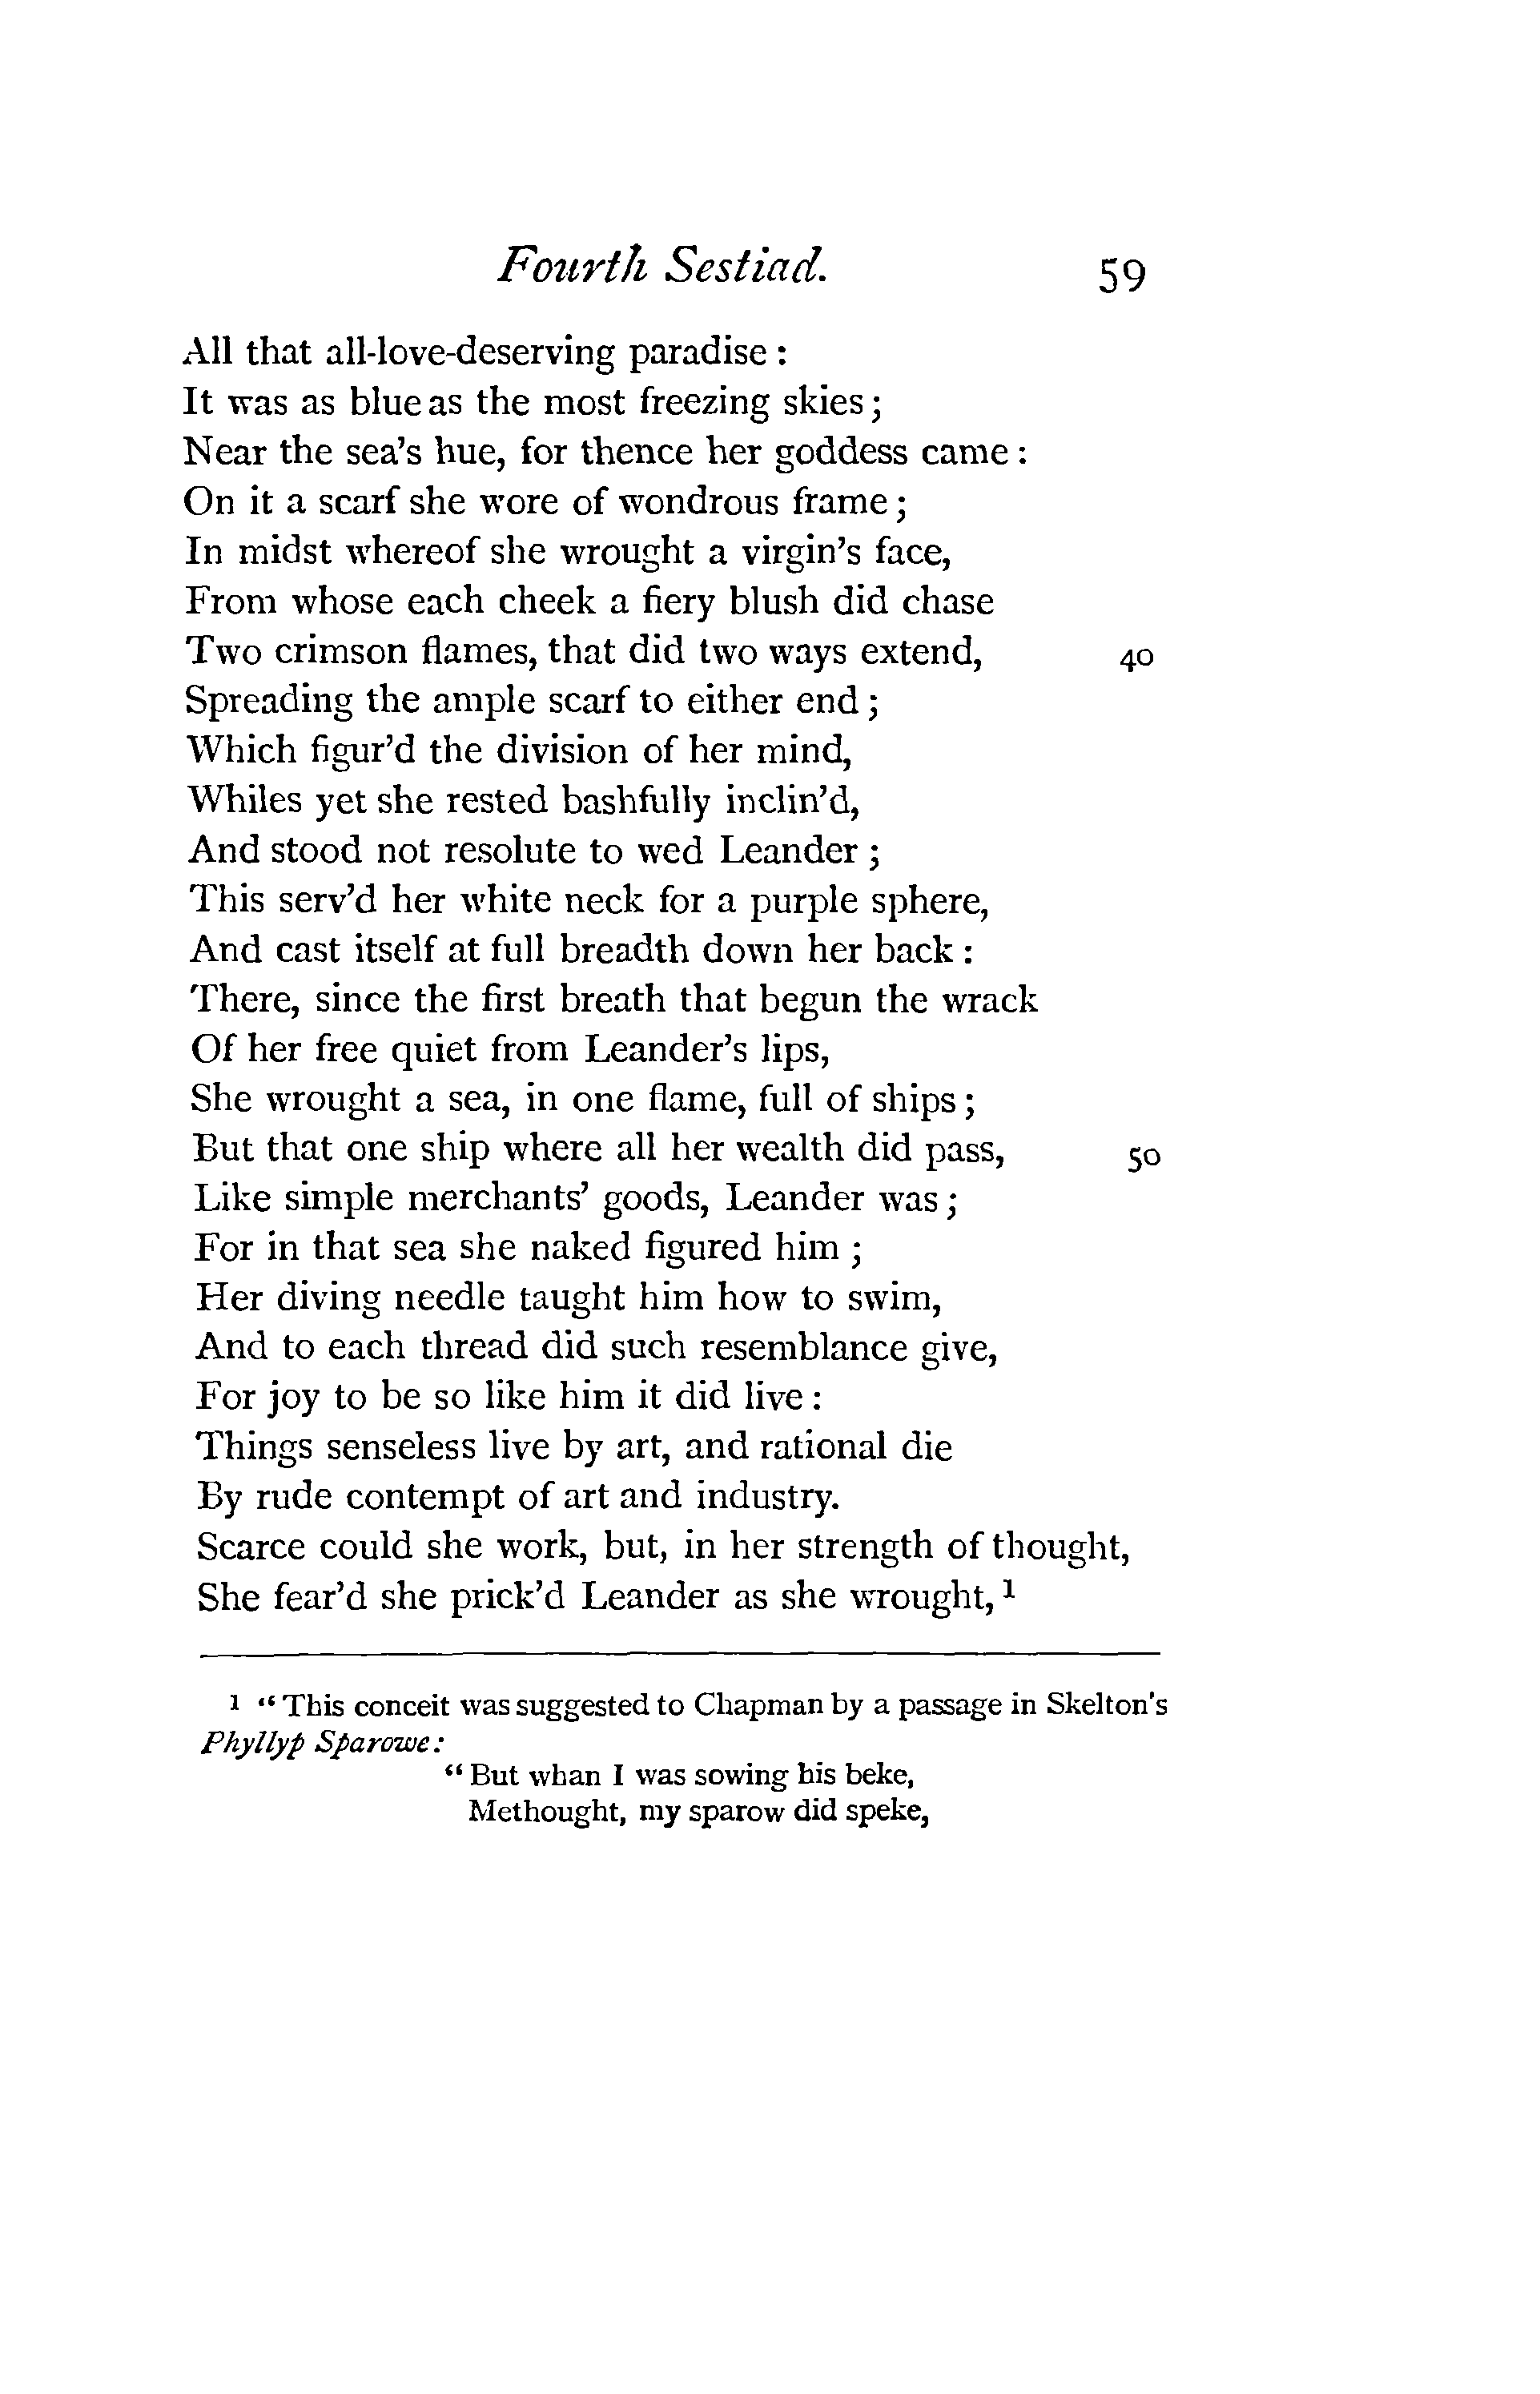 Fourth Sestiad. 59
All that all-love-deserving paradise :
It was as blue as the most freezing skies ;
Near the sea's hue, for thence her goddess came :
On it a scarf she wore of wondrous frame ;
In midst whereof she wrought a virgin's face,
From whose each cheek a fiery blush did chase
Two crimson flames, that did two ways extend, 40
Spreading the ample scarf to either end ;
Which figur'd the division of her mind,
Whiles yet she rested bashfully inclin'd,
And stood not resolute to wed Leander ;
This serv'd her white neck for a purple sphere,
And cast itself at full breadth down her back :
There, since the first breath that begun the wrack
Of her free quiet from Leander's lips,
She wrought a sea, in one flame, full of ships ;
But that one ship where all her wealth did pass, 50
Like simple merchants' goods, Leander was ;
For in that sea she naked figured him ;
Her diving needle taught him how to swim,
And to each thread did such resemblance give,
For joy to be so like him it did live :
Things senseless live by art, and rational die
By rude contempt of art and industry.
Scarce could she work, but, in her strength of thought,
She fear'd she prick'd Leander as she wrought, 1
1 “ This conceit was suggested to Chapman by a passage in Skelton's
Phyllyp Sparowe :
“ But whan I was sowing his beke,
Methought, my sparow did speke,